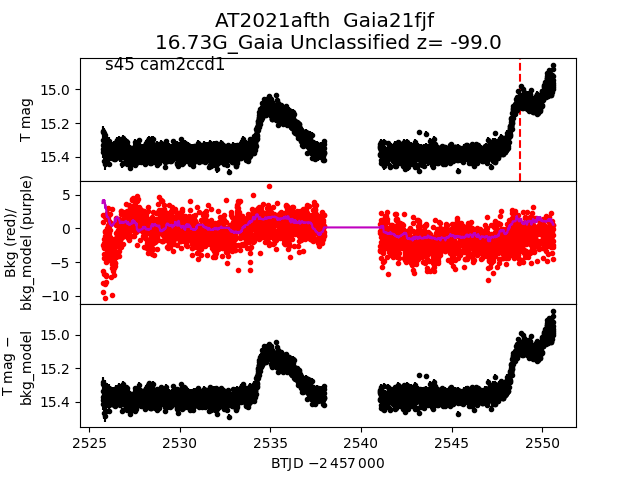 AT2021afth  Gaia21fjf
16.73G_Gaia Unclassified z= -99.0
s45 cam2ccd1
T mag
15.0
15.2
15.4
Bkg (red)/
bkg_model (purple)
5
0
−5
−10
T mag −
bkg_model
15.0
15.2
15.4
2525 2530 2535 2540 2545 2550
BTJD −2 457 000